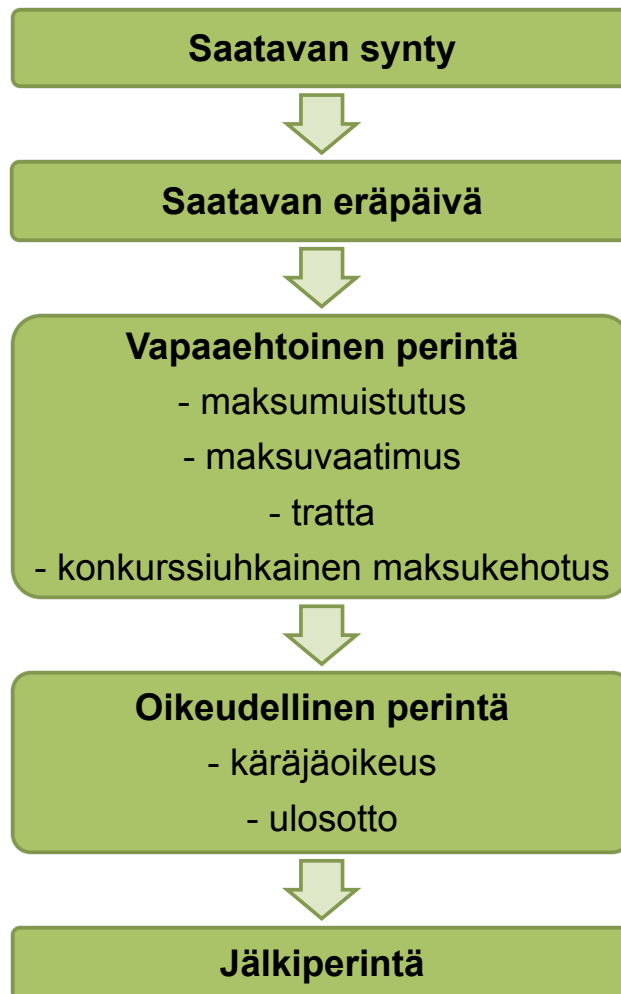 Saatavan synty
Saatavan eräpäivä
Vapaaehtoinen perintä
- maksumuistutus
- maksuvaatimus
- tratta
- konkurssiuhkainen maksukehotus
Oikeudellinen perintä
- käräjäoikeus
- ulosotto
Jälkiperintä